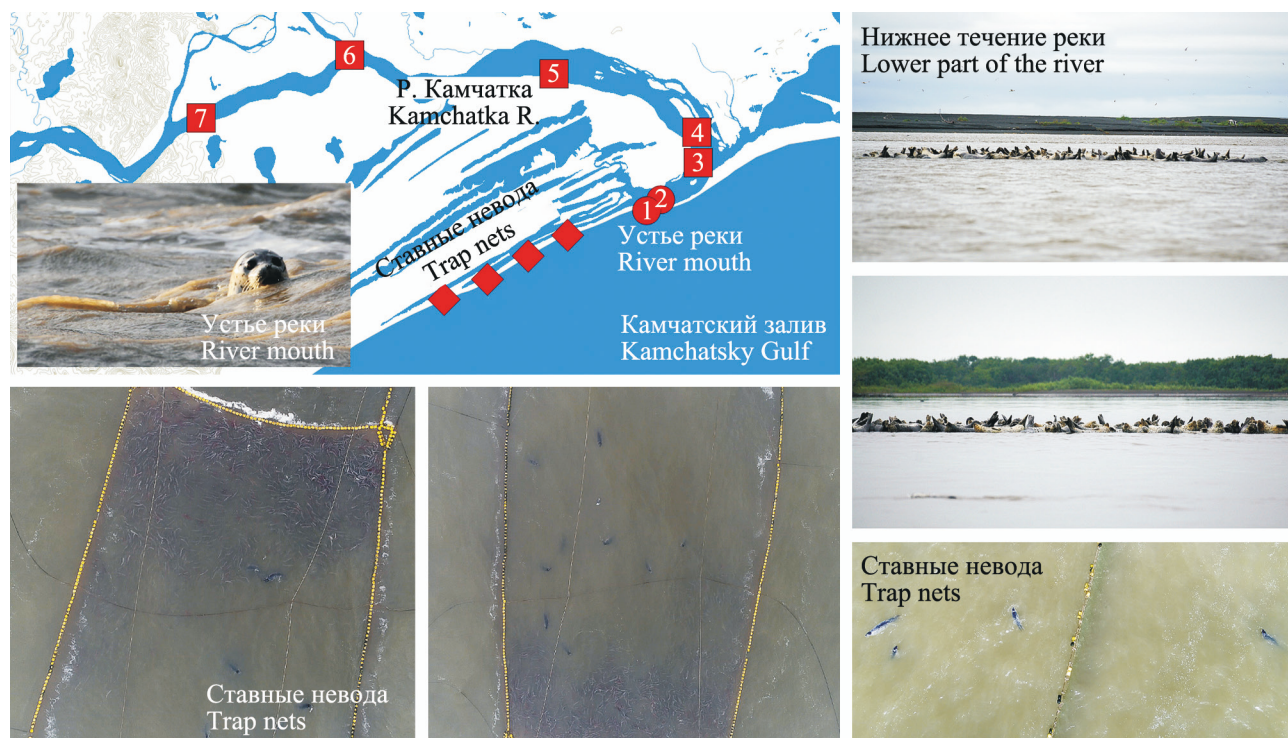 6
5
7
Р. Камчатка
Kamchatka R.
4
3
2
1
Ставные невода
Trap nets
Устье реки
River mouth
Камчатский залив
Kamchatsky Gulf
Устье реки
River mouth
Нижнее течение реки
Lower part of the river
Ставные невода
Trap nets
Ставные невода
Trap nets